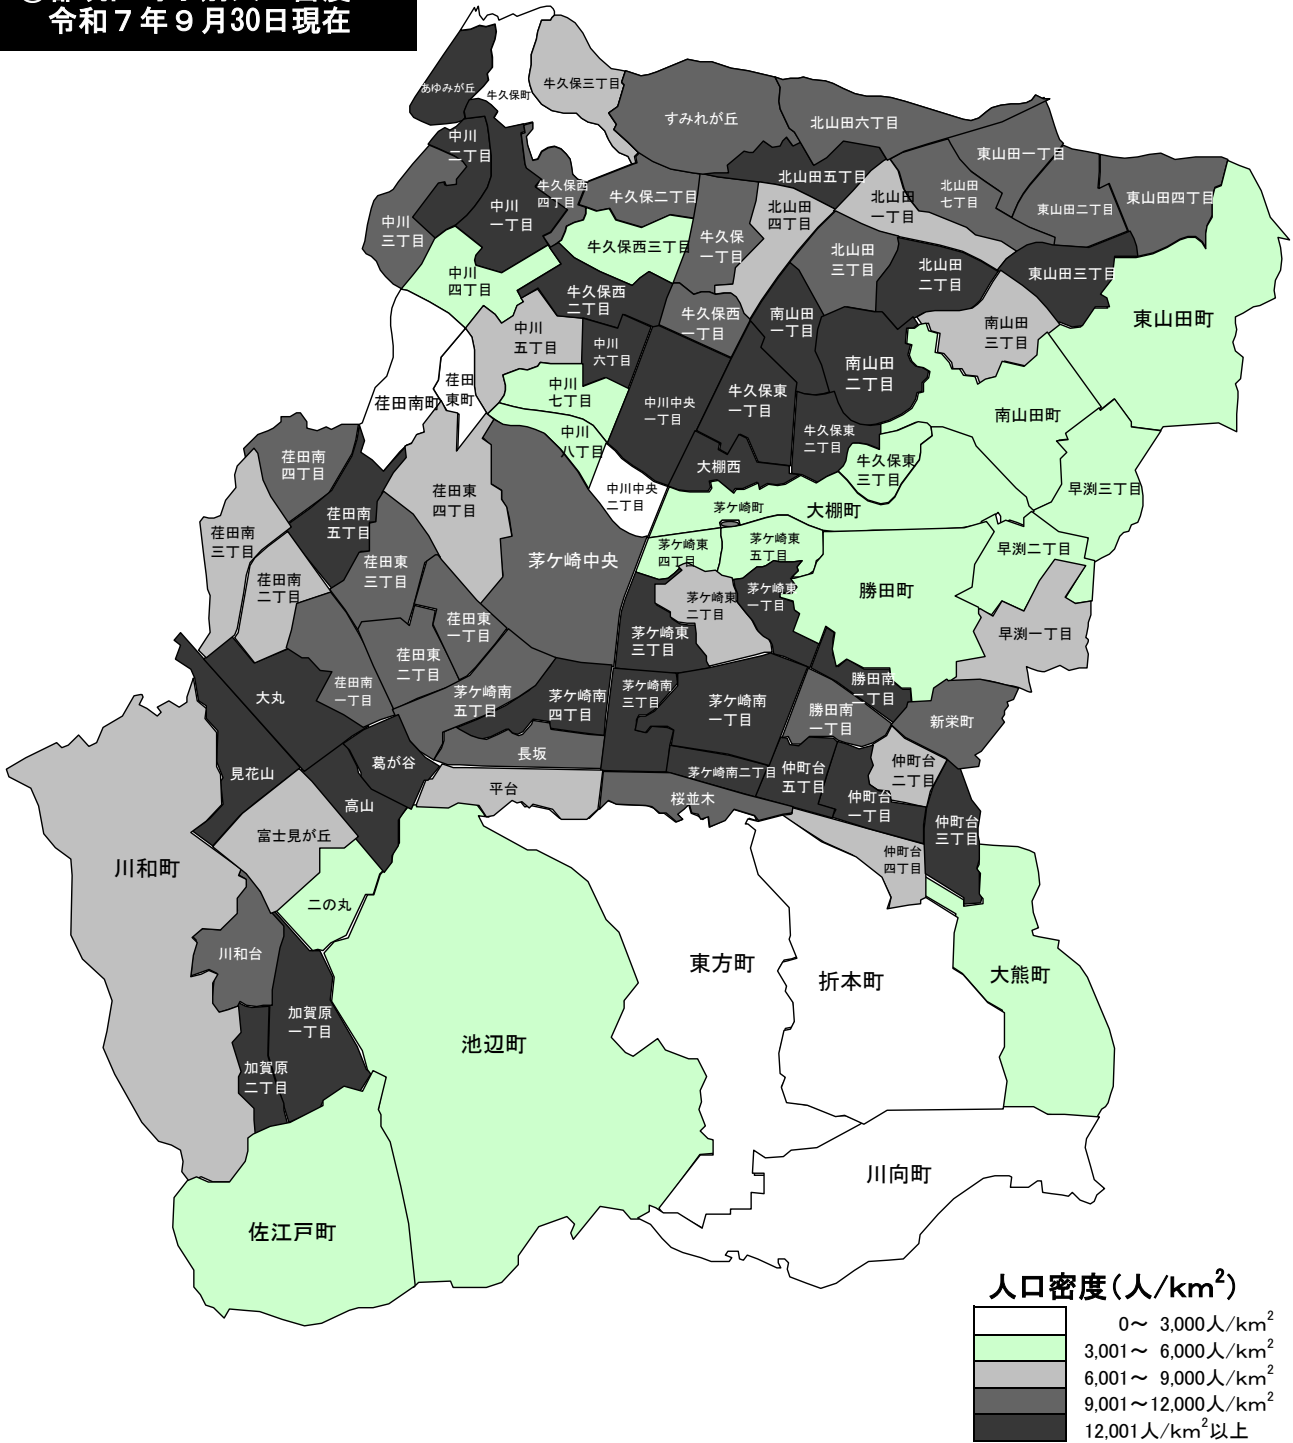 令和７年９月30日現在
あゆみが丘
牛久保町
牛久保三丁目
すみれが丘
北山田六丁目
中川
二丁目
東山田一丁目
北山田五丁目
牛久保西
四丁目
牛久保二丁目
北山田
四丁目
北山田
一丁目
北山田
七丁目
東山田二丁目
東山田四丁目
中川
一丁目
中川
三丁目
牛久保西三丁目
牛久保
一丁目
北山田
三丁目
北山田
二丁目
東山田三丁目
中川
四丁目
牛久保西
二丁目
牛久保西
一丁目
南山田
一丁目
南山田
三丁目
東山田町
中川
五丁目
中川
六丁目
南山田
二丁目
荏田
東町
荏田南町
中川
七丁目
中川中央
一丁目
牛久保東
一丁目
南山田町
中川
八丁目
牛久保東
二丁目
大棚西
牛久保東
三丁目
荏田南
四丁目
荏田東
四丁目
中川中央
二丁目
早渕三丁目
茅ケ崎町
大棚町
荏田南
五丁目
荏田南
三丁目
茅ケ崎中央
茅ケ崎東
四丁目
茅ケ崎東
五丁目
早渕二丁目
荏田東
三丁目
荏田南
二丁目
茅ケ崎東
二丁目
茅ケ崎東
一丁目
勝田町
荏田東
一丁目
茅ケ崎東
三丁目
早渕一丁目
荏田東
二丁目
荏田南
一丁目
大丸
茅ケ崎南
五丁目
茅ケ崎南
四丁目
茅ケ崎南
三丁目
茅ケ崎南
一丁目
勝田南
二丁目
勝田南
一丁目
新栄町
長坂
葛が谷
見花山
茅ケ崎南二丁目
仲町台
五丁目
仲町台
二丁目
平台
桜並木
高山
仲町台
一丁目
富士見が丘
仲町台
三丁目
仲町台
四丁目
川和町
二の丸
川和台
東方町
折本町
大熊町
加賀原
一丁目
池辺町
加賀原
二丁目
川向町
佐江戸町
人口密度（人/km²）
0～ 3,000人/km²
3,001～ 6,000人/km²
6,001～ 9,000人/km²
9,001～12,000人/km²
12,001人/km²以上